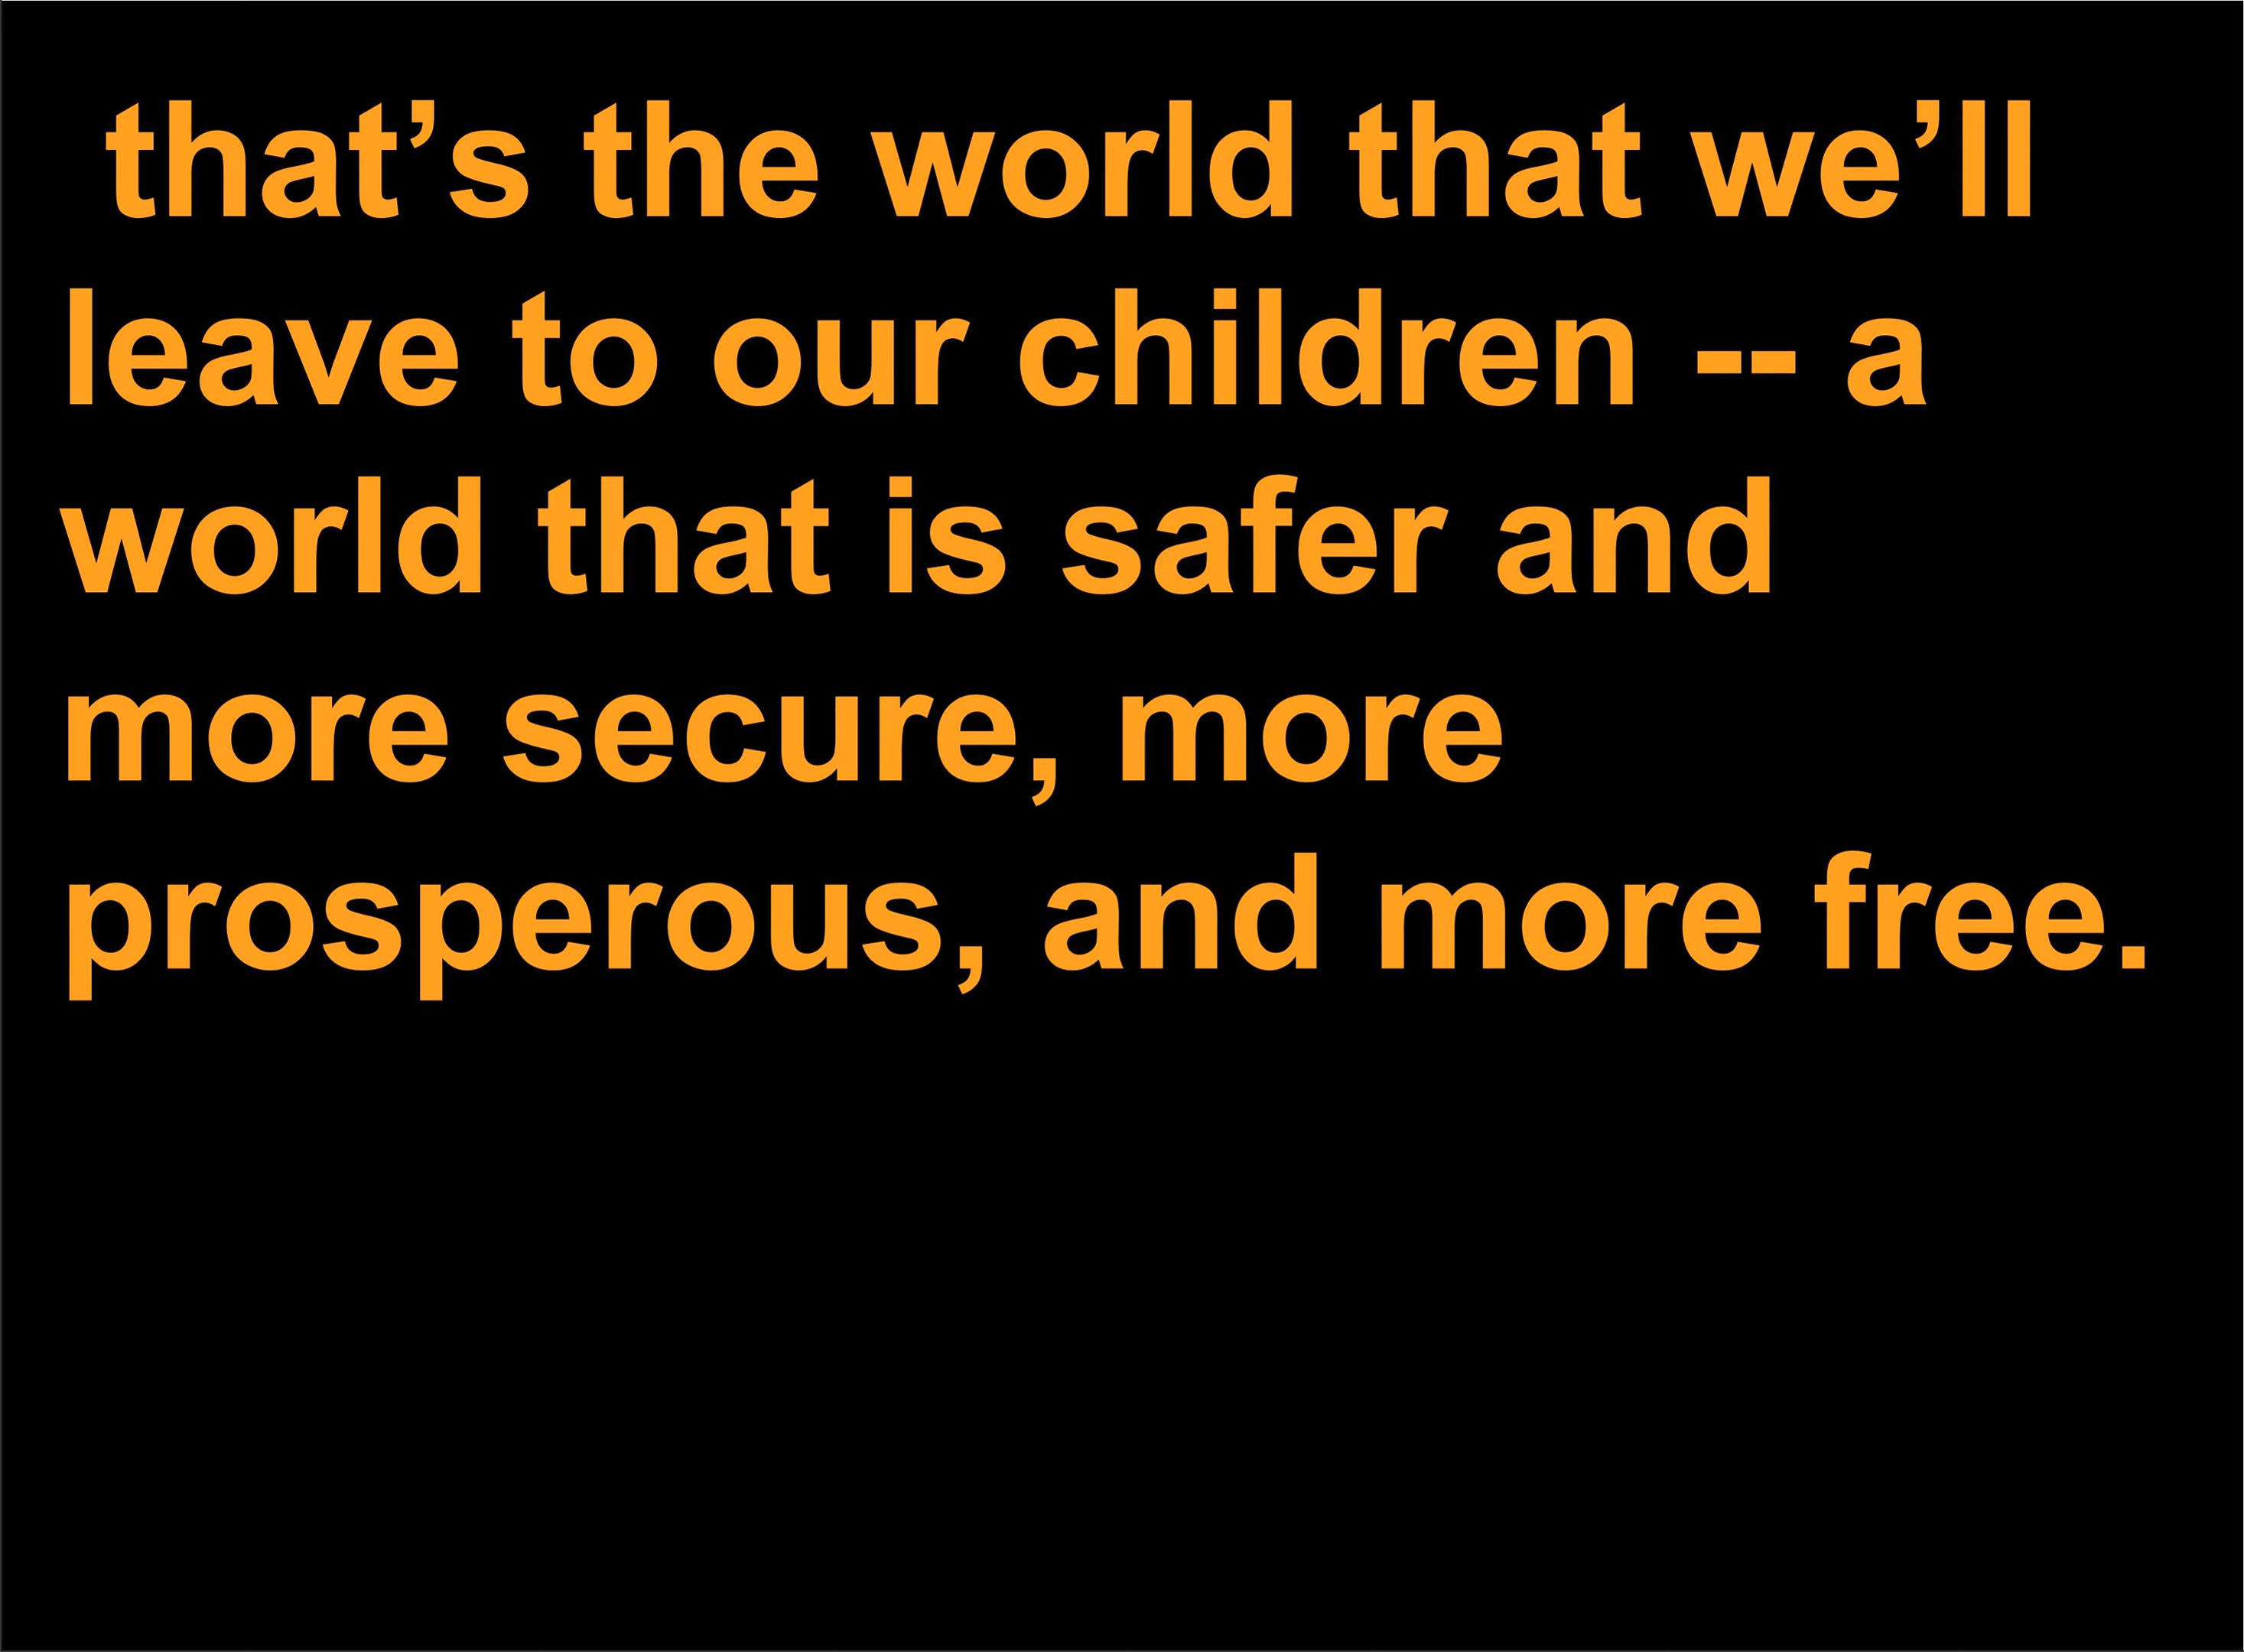 that’s the world that we’ll
leave to our children -- a
world that is safer and
more secure, more
prosperous, and more free.